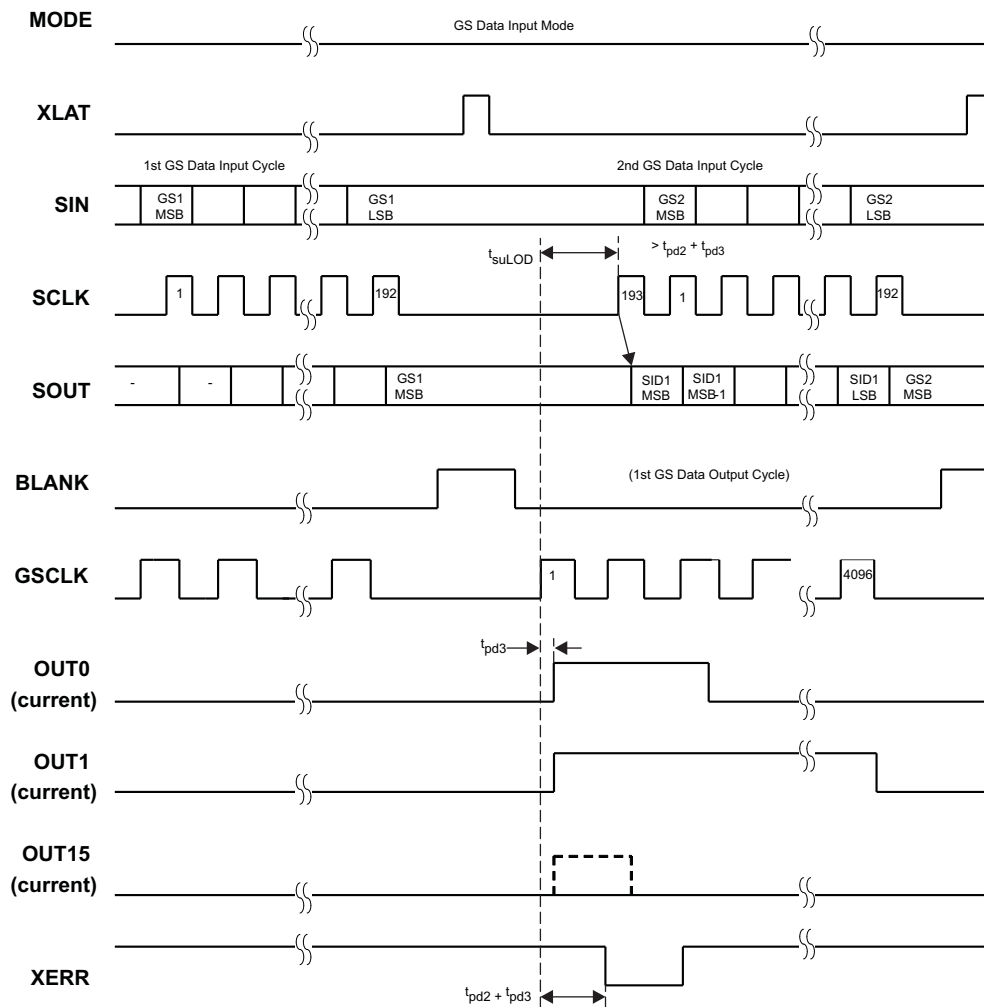 MODE
GS Data Input Mode
XLAT
1st GS Data Input Cycle
2nd GS Data Input Cycle
SIN
GS1
MSB
GS1
LSB
GS2
MSB
GS2
LSB
tsuLOD
> tpd2 + tpd3
SCLK
1
192
193
1
192
SOUT
-
-
GS1
MSB
SID1
MSB
SID1
MSB-1
SID1
LSB
GS2
MSB
BLANK
(1st GS Data Output Cycle)
GSCLK
1
4096
tpd3
OUT0
(current)
OUT1
(current)
OUT15
(current)
XERR
tpd2 + tpd3